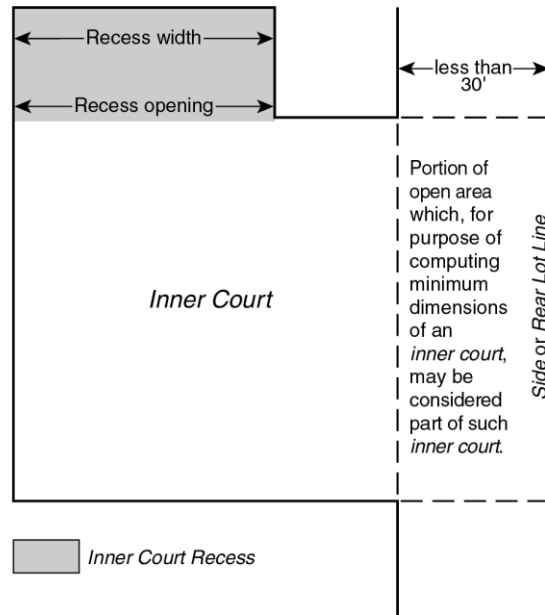 Recess width
less than
30'
Recess opening
Portion of
open area
which, for
purpose of
computing
minimum
dimensions
of an
inner court,
may be
considered
part of such
inner court.
Inner Court
Side or Rear Lot Line
Inner Court Recess